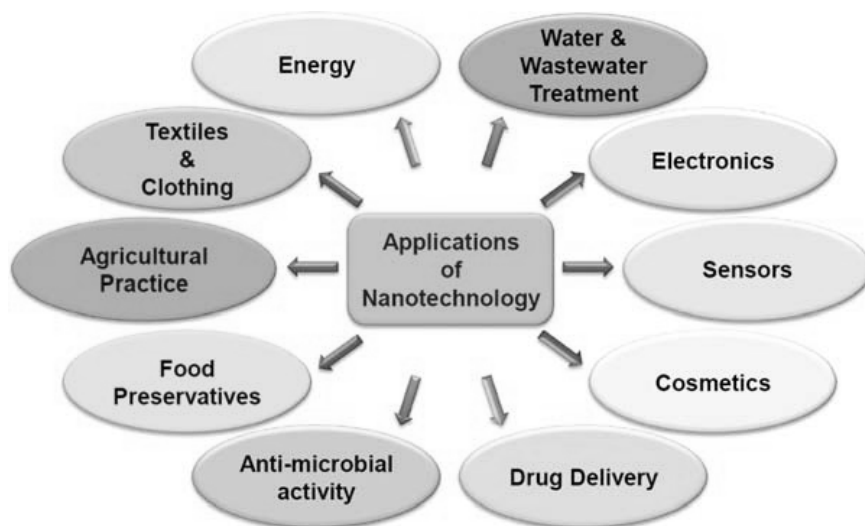 Energy
Water &
Wastewater
Treatment
Textiles
&
Clothing
Electronics
Agricultural
Practice
Applications
of
Nanotechnology
Sensors
Food
Preservatives
Cosmetics
Anti-microbial
activity
Drug Delivery